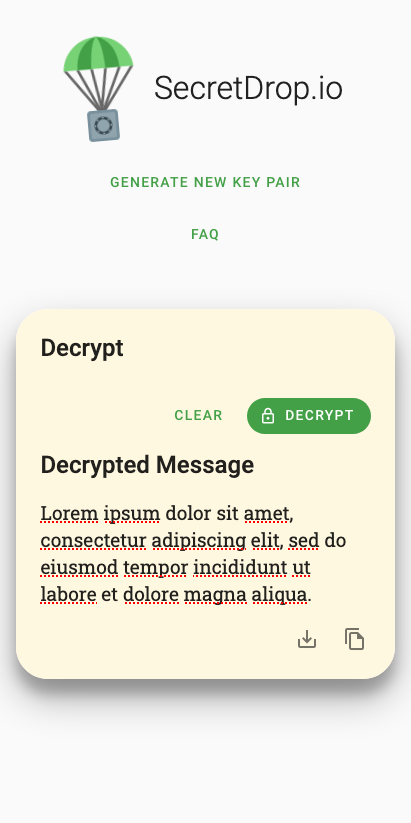 SecretDrop.io
GENERATE NEW KEY PAIR
FAQ
Decrypt
CLEAR
DECRYPT
Decrypted Message
Lorem ipsum dolor sit amet,
consectetur adipiscing elit, sed do
eiusmod tempor incididunt ut
labore et dolore magna aliqua.